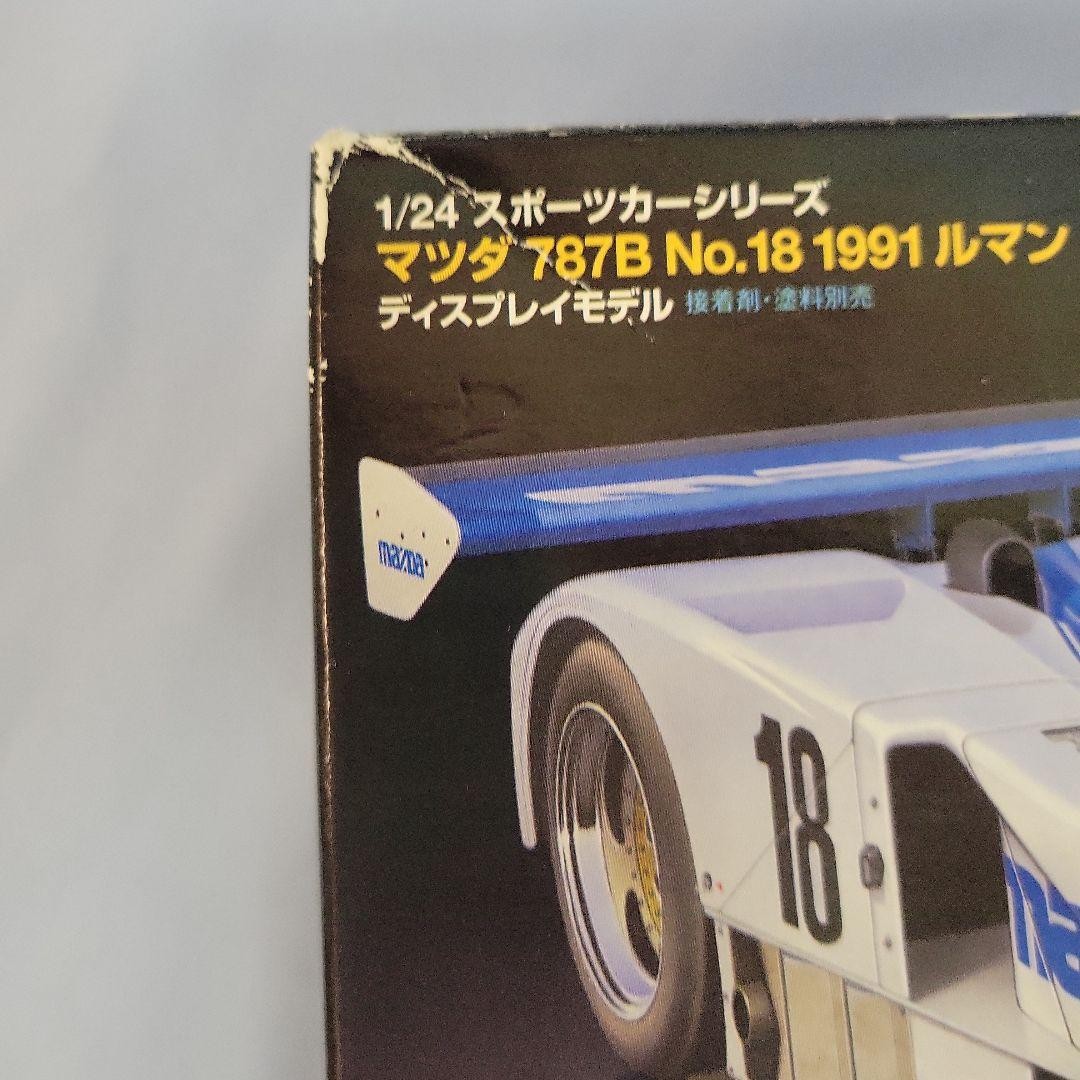 1/24 スポーツカーシリーズ
マツダ 787B No.18 1991 ルマン
ディスプレイモデル 接着剤・塗料別売
mazda
18